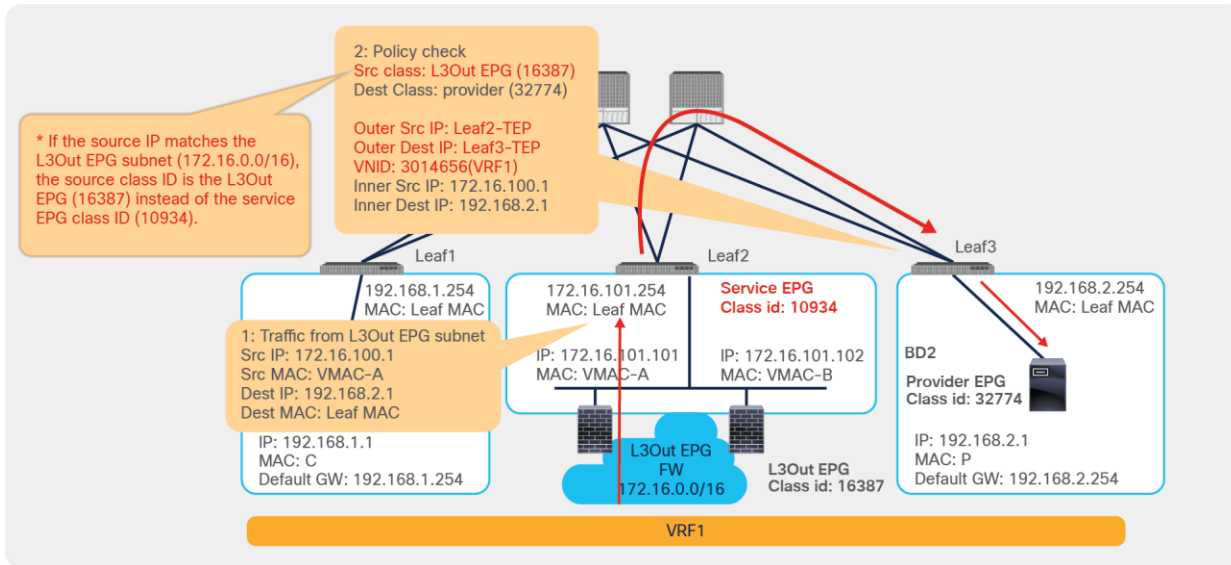 2: Policy check
Src class: L3Out EPG (16387)
Dest Class: provider (32774)
Outer Src IP: Leaf2-TEP
Outer Dest IP: Leaf3-TEP
VNID: 3014656(VRF1)
Inner Src IP: 172.16.100.1
Inner Dest IP: 192.168.2.1
* If the source IP matches the
L3Out EPG subnet (172.16.0.0/16),
the source class ID is the L3Out
EPG (16387) instead of the service
EPG class ID (10934).
Leaf1
Leaf2
Leaf3
192.168.1.254
MAC: Leaf MAC
1: Traffic from L3Out EPG subnet
Src IP: 172.16.100.1
Src MAC: VMAC-A
Dest IP: 192.168.2.1
Dest MAC: Leaf MAC
IP: 192.168.1.1
MAC: C
Default GW: 192.168.1.254
172.16.101.254
MAC: Leaf MAC
Service EPG
Class id: 10934
IP: 172.16.101.101
MAC: VMAC-A
IP: 172.16.101.102
MAC: VMAC-B
L3Out EPG
FW
172.16.0.0/16
L3Out EPG
Class id: 16387
192.168.2.254
MAC: Leaf MAC
BD2
Provider EPG
Class id: 32774
IP: 192.168.2.1
MAC: P
Default GW: 192.168.2.254
VRF1